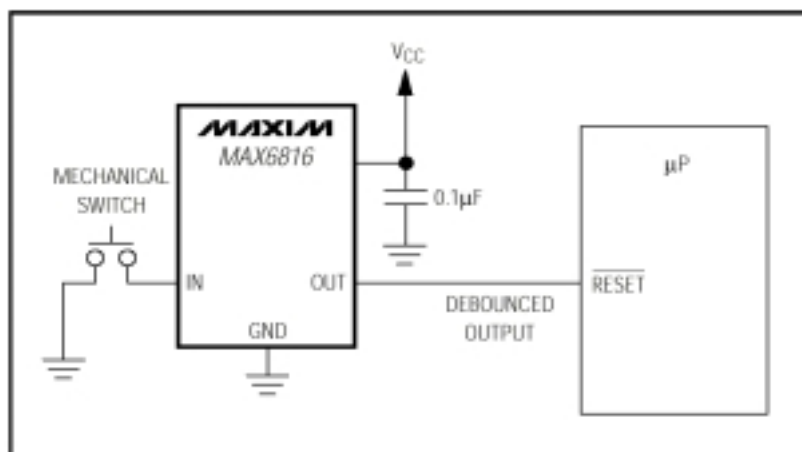 VCC
MAXIM
MAX6816
μP
MECHANICAL
SWITCH
0.1μF
IN
OUT
RESET
DEBOUNCED
OUTPUT
GND